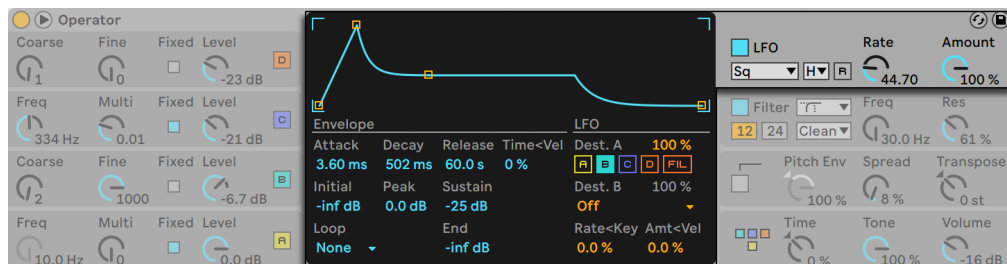 Operator
Coarse Fine Fixed Level
1 0 -23 dB D
Freq Multi Fixed Level
334 Hz 0.01 -21 dB C
Coarse Fine Fixed Level
2 1000 -6.7 dB B
Freq Multi Fixed Level
10.0 Hz 0 0.0 dB A
Envelope
Attack Decay Release Time<Vel
3.60 ms 502 ms 60.0 s 0 %
Initial Peak Sustain
-inf dB 0.0 dB -25 dB
Loop End
None -inf dB
LFO
Dest. A 100 %
A B C D FIL
Dest. B 100 %
Off
Rate<Key Amt<Vel
0.0 % 0.0 %
LFO Rate Amount
Sq H R 44.70 100 %
Filter Freq Res
12 24 Clean 30.0 Hz 61 %
Pitch Env Spread Transpose
100 % 8 % 0 st
Time Tone Volume
0 % 100 % -16 dB